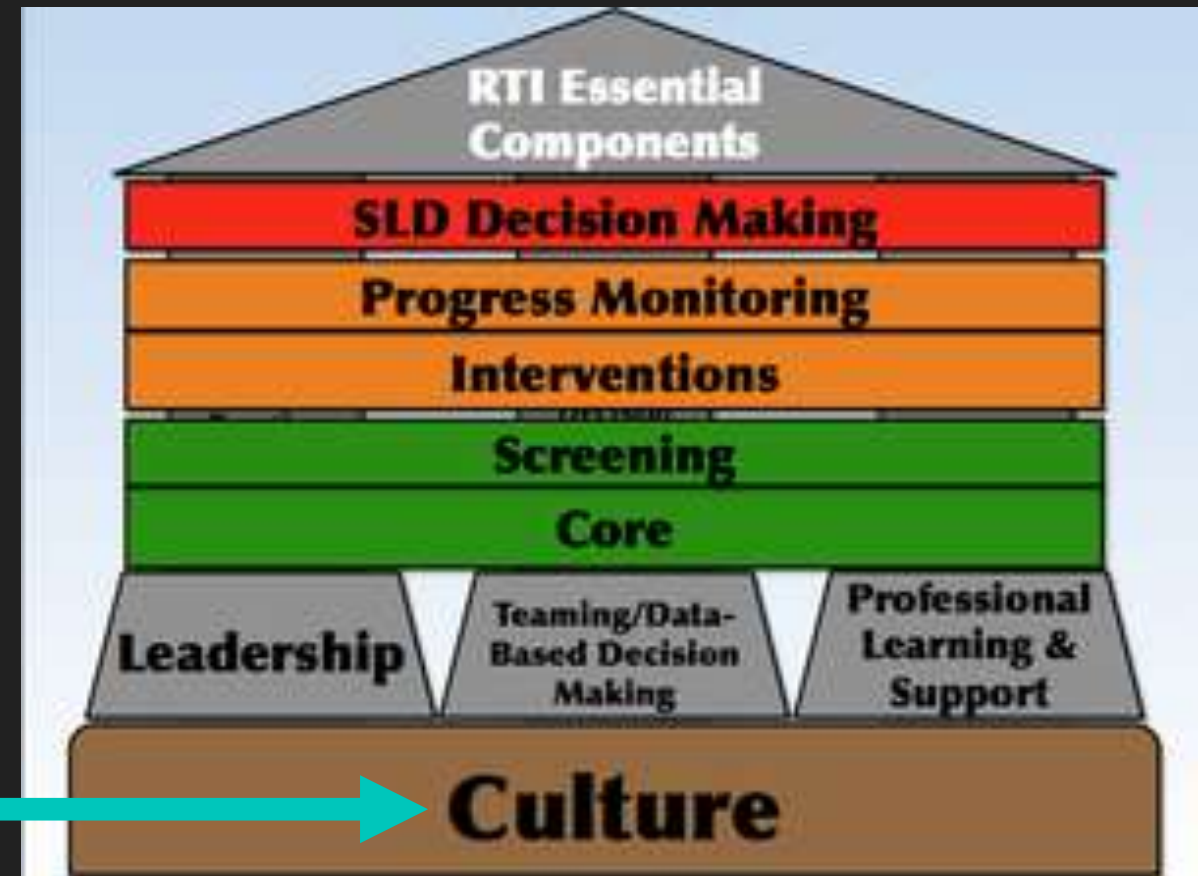 RTI Essential
Components
SLD Decision Making
Progress Monitoring
Interventions
Screening
Core
Leadership
Teaming/Data-
Based Decision
Making
Professional
Learning &
Support
Culture